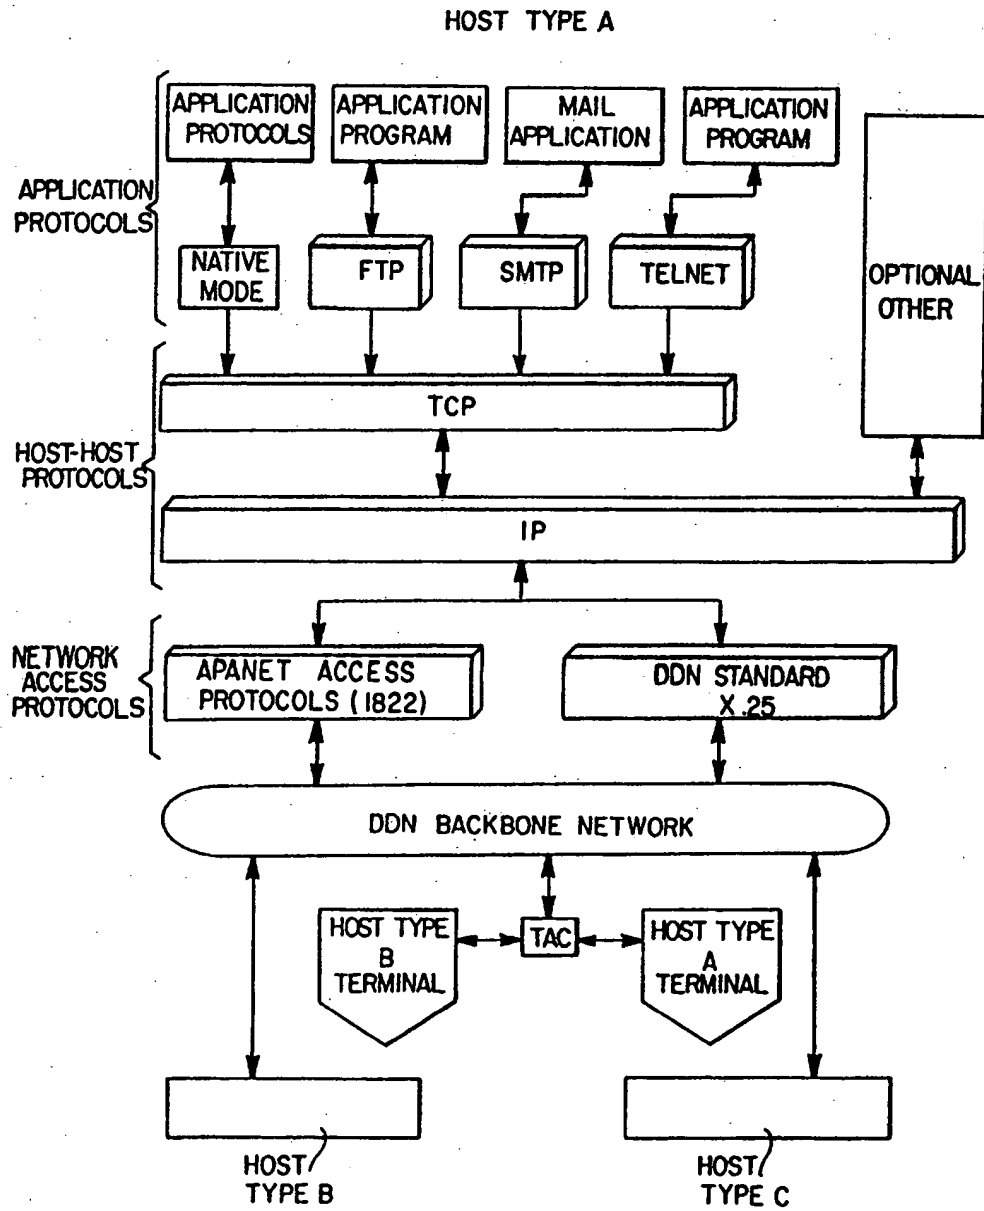 HOST TYPE A
APPLICATION
PROTOCOLS
APPLICATION
PROGRAM
MAIL
APPLICATION
APPLICATION
PROGRAM
APPLICATION
PROTOCOLS
NATIVE
MODE
FTP
SMTP
TELNET
OPTIONAL
OTHER
TCP
HOST-HOST
PROTOCOLS
IP
NETWORK
ACCESS
PROTOCOLS
APANET ACCESS
PROTOCOLS (1822)
DDN STANDARD
X.25
DDN BACKBONE NETWORK
HOST TYPE
B
TERMINAL
TAC
HOST TYPE
A
TERMINAL
HOST
TYPE B
HOST
TYPE C